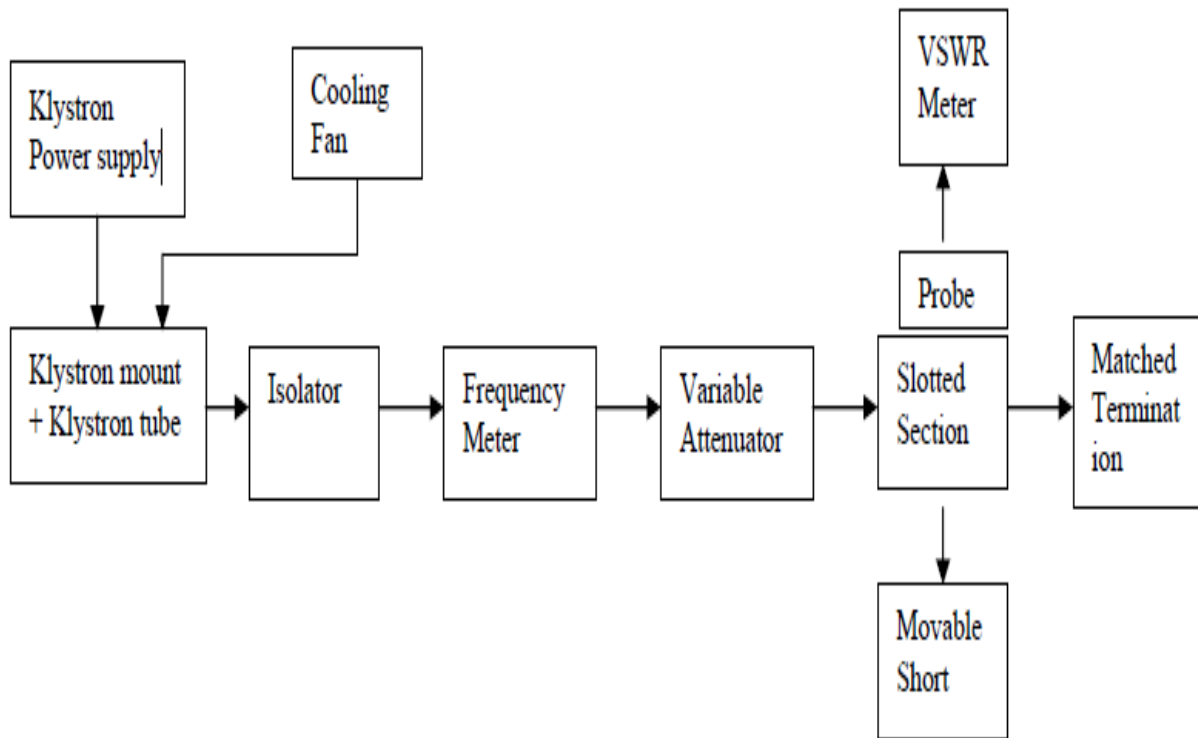 Klystron
Power supply
Cooling
Fan
VSWR
Meter
Probe
Klystron mount
+ Klystron tube
Isolator
Frequency
Meter
Variable
Attenuator
Slotted
Section
Matched
Terminat
ion
Movable
Short